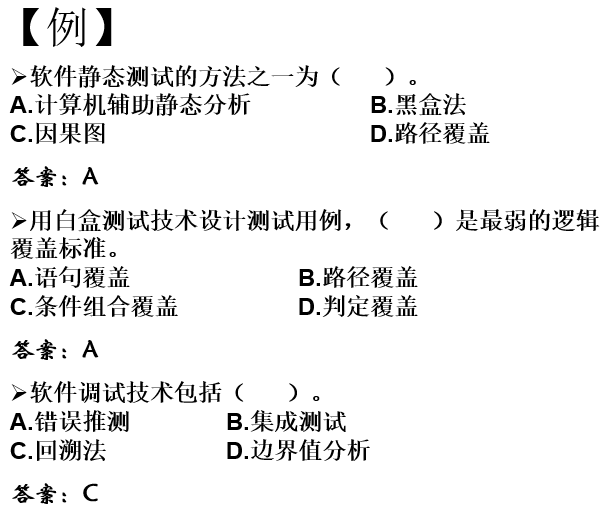 【例】
➢软件静态测试的方法之一为（　　）。
A.计算机辅助静态分析　　B.黑盒法
C.因果图　　D.路径覆盖
答案：A
➢用白盒测试技术设计测试用例，（　　）是最弱的逻辑
覆盖标准。
A.语句覆盖　　B.路径覆盖
C.条件组合覆盖　　D.判定覆盖
答案：A
➢软件调试技术包括（　　）。
A.错误推测　　B.集成测试
C.回溯法　　D.边界值分析
答案：C